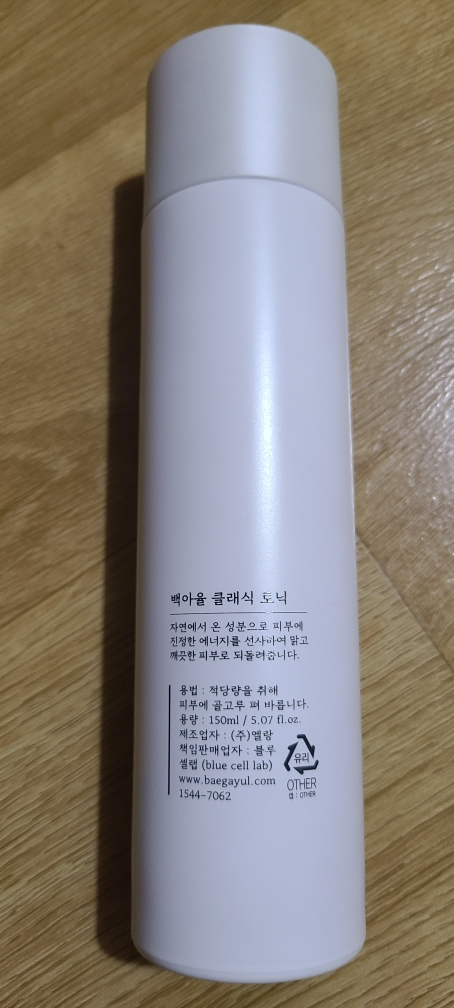 백아율 클래식 토닉
자연에서 온 성분으로 피부에
진정한 에너지를 선사하여 맑고
깨끗한 피부로 되돌려줍니다.
용법 : 적당량을 취해
피부에 골고루 펴 바릅니다.
용량 : 150ml / 5.07 fl.oz.
제조업자 : (주)엘랑
책임판매업자 : 블루
셀랩 (blue cell lab)
www.baegayul.com
1544-7062
유리
OTHER
캡 : OTHER